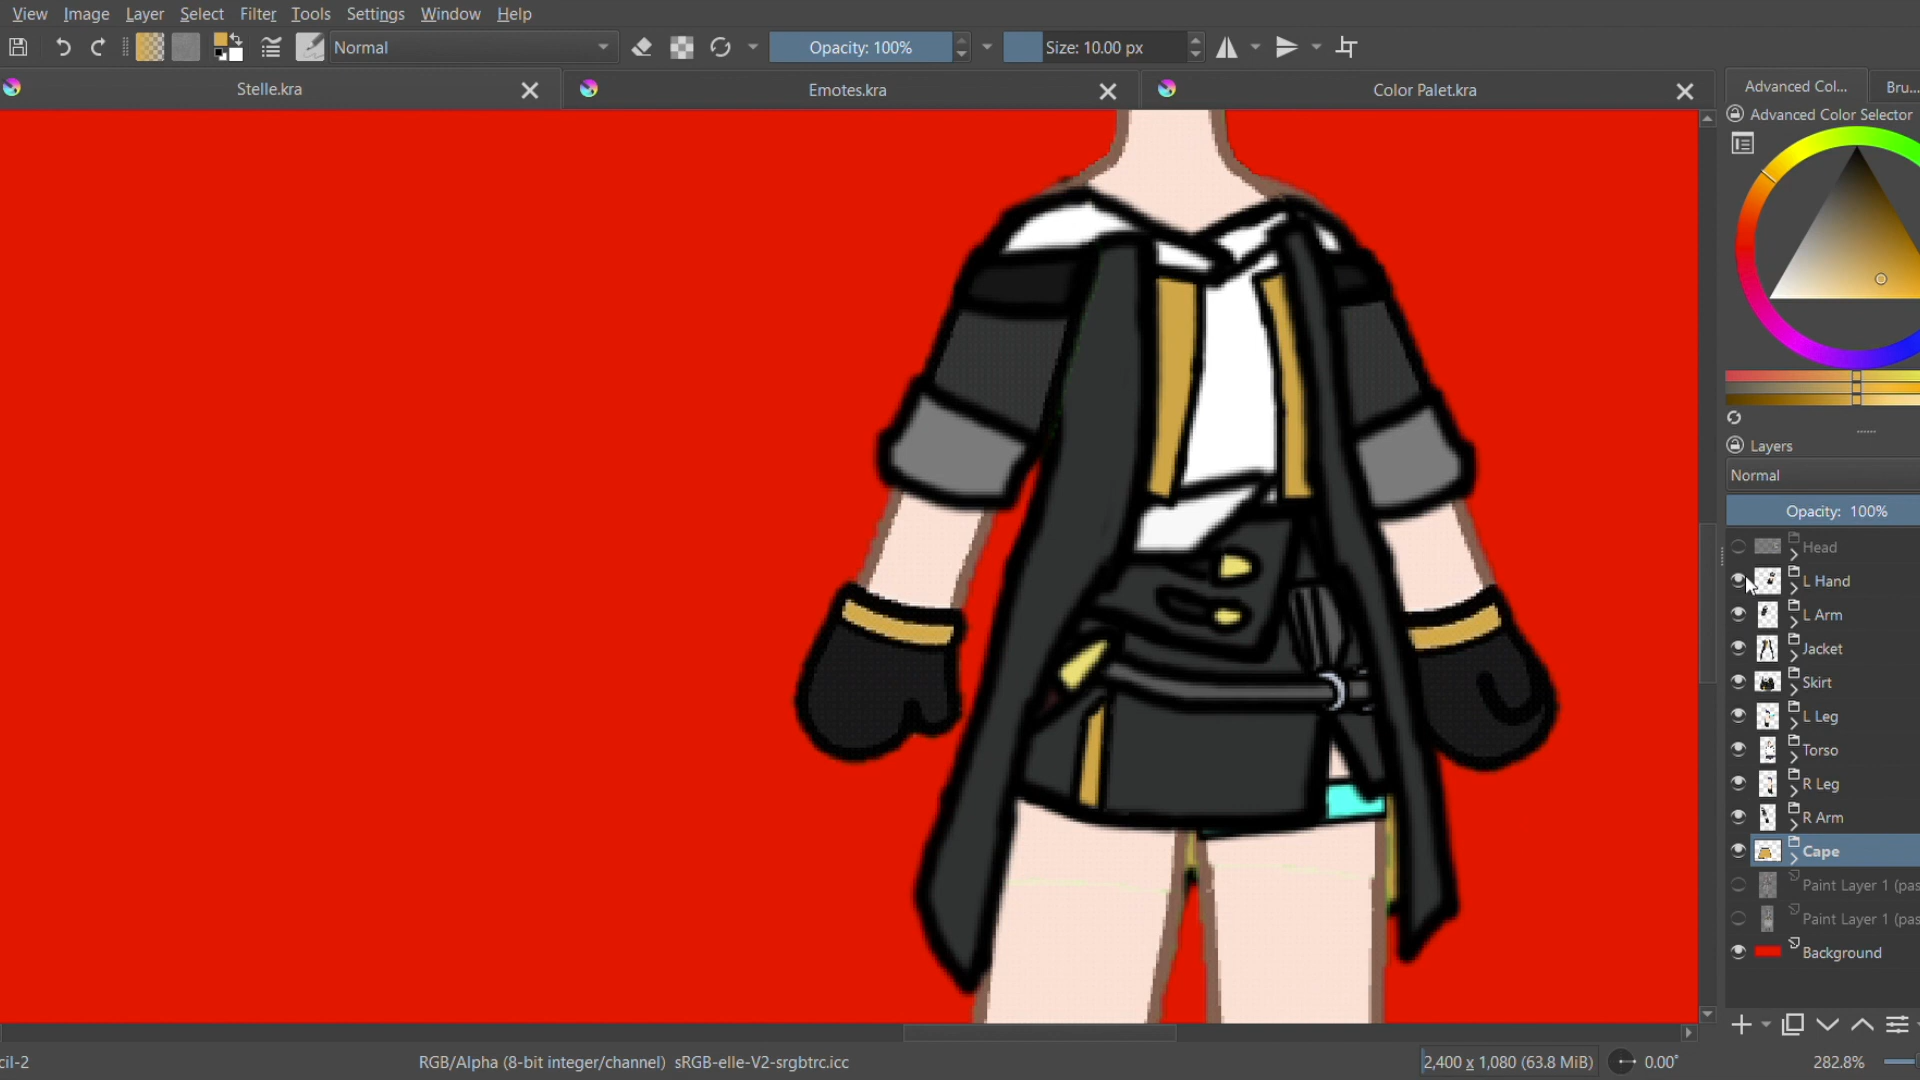 View Image Layer Select Filter Tools Settings Window Help
Normal Opacity: 100% Size: 10.00 px
Stelle.kra Emotes.kra Color Palet.kra
Advanced Col... Bru...
Advanced Color Selector
Layers
Normal
Opacity: 100%
Head
L Hand
L Arm
Jacket
Skirt
L Leg
Torso
R Leg
R Arm
Cape
Paint Layer 1 (pas
Paint Layer 1 (pas
Background
cil-2 RGB/Alpha (8-bit integer/channel) sRGB-elle-V2-srgbtrc.icc 2,400 x 1,080 (63.8 MiB) 0.00° 282.8%